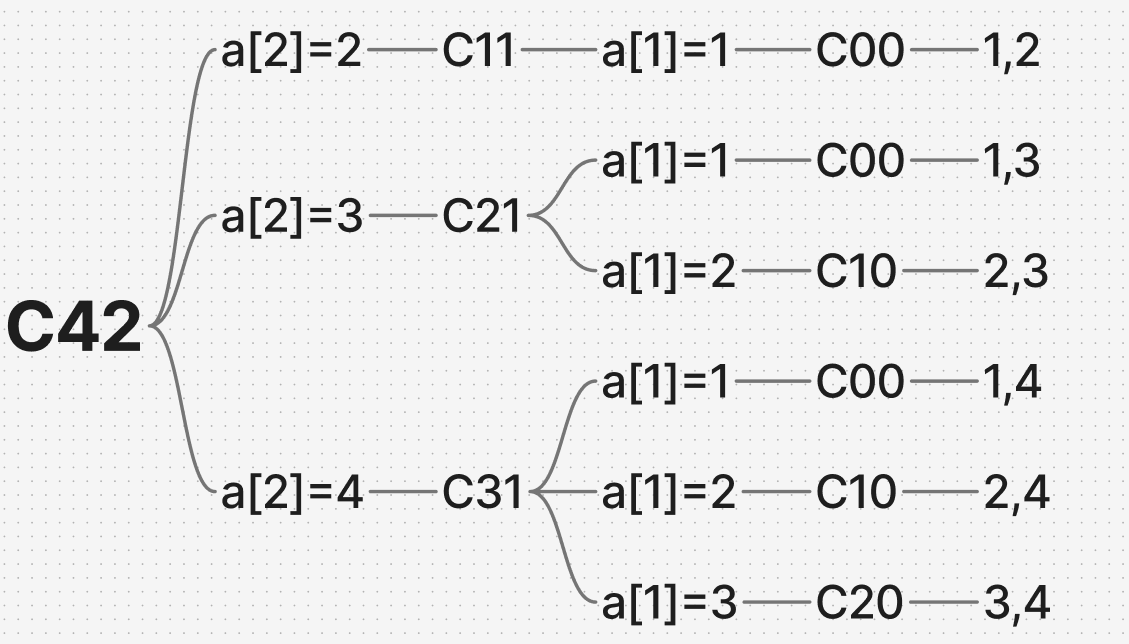 a[2]=2 C11 a[1]=1 C00 1,2
a[1]=1 C00 1,3
a[2]=3 C21
a[1]=2 C10 2,3
C42
a[1]=1 C00 1,4
a[2]=4 C31 a[1]=2 C10 2,4
a[1]=3 C20 3,4